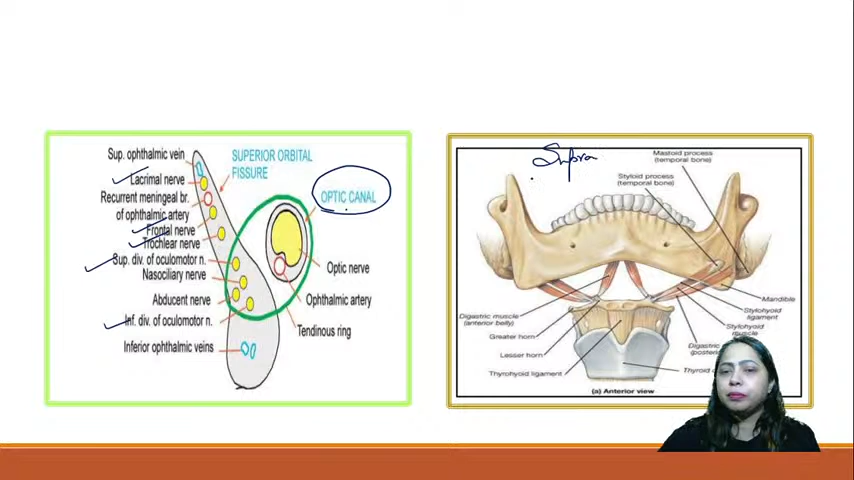 Sup. ophthalmic vein
Lacrimal nerve
Recurrent meningeal br.
of ophthalmic artery
Frontal nerve
Trochlear nerve
Sup. div. of oculomotor n.
Nasociliary nerve
Abducent nerve
Inf. div. of oculomotor n.
Inferior ophthalmic veins
SUPERIOR ORBITAL
FISSURE
OPTIC CANAL
Optic nerve
Ophthalmic artery
Tendinous ring
Supra
Mastoid process
(temporal bone)
Styloid process
(temporal bone)
Digastric muscle
(anterior belly)
Greater horn
Lesser horn
Thyrohyoid ligament
Mandible
Stylohyoid
ligament
Stylohyoid
muscle
Digastric
Thyroid
(a) Anterior view